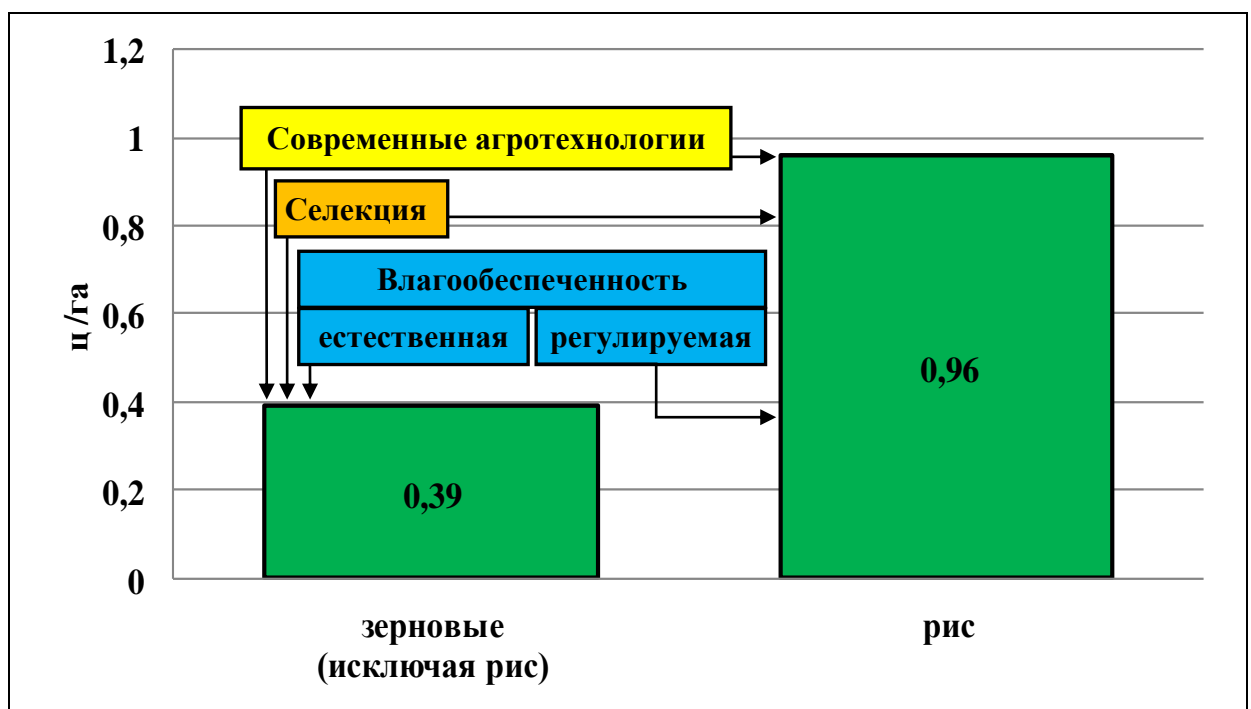 1,2
1
0,8
0,6
0,4
0,2
0
ц /га
Современные агротехнологии
Селекция
Влагообеспеченность
естественная
регулируемая
0,39
0,96
зерновые
(исключая рис)
рис